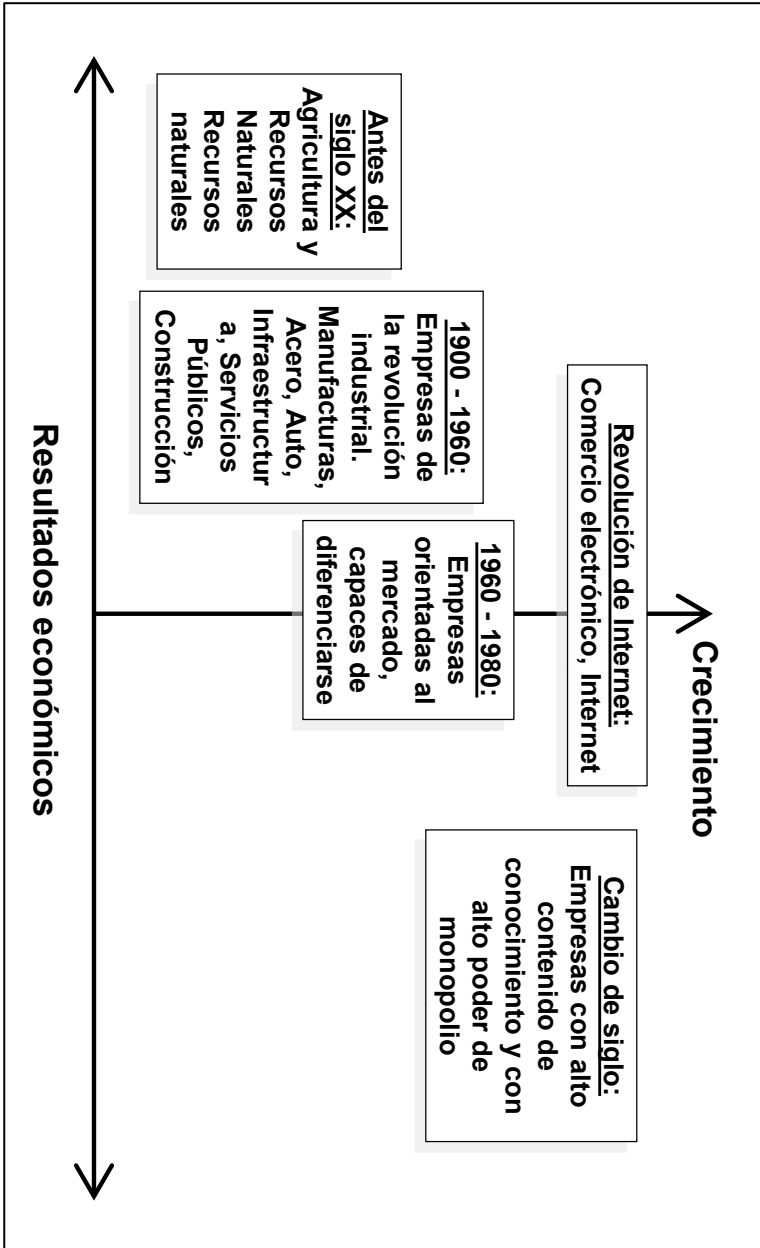 Crecimiento
Revolución de Internet:
Comercio electrónico, Internet
Cambio de siglo:
Empresas con alto
contenido de
conocimiento y con
alto poder de
monopolio
1960 - 1980:
Empresas
orientadas al
mercado,
capaces de
diferenciarse
1900 - 1960:
Empresas de
la revolución
industrial.
Manufacturas,
Acero, Auto,
Infraestructur
a, Servicios
Públicos,
Construcción
Antes del
siglo XX:
Agricultura y
Recursos
Naturales
Recursos
naturales
Resultados económicos